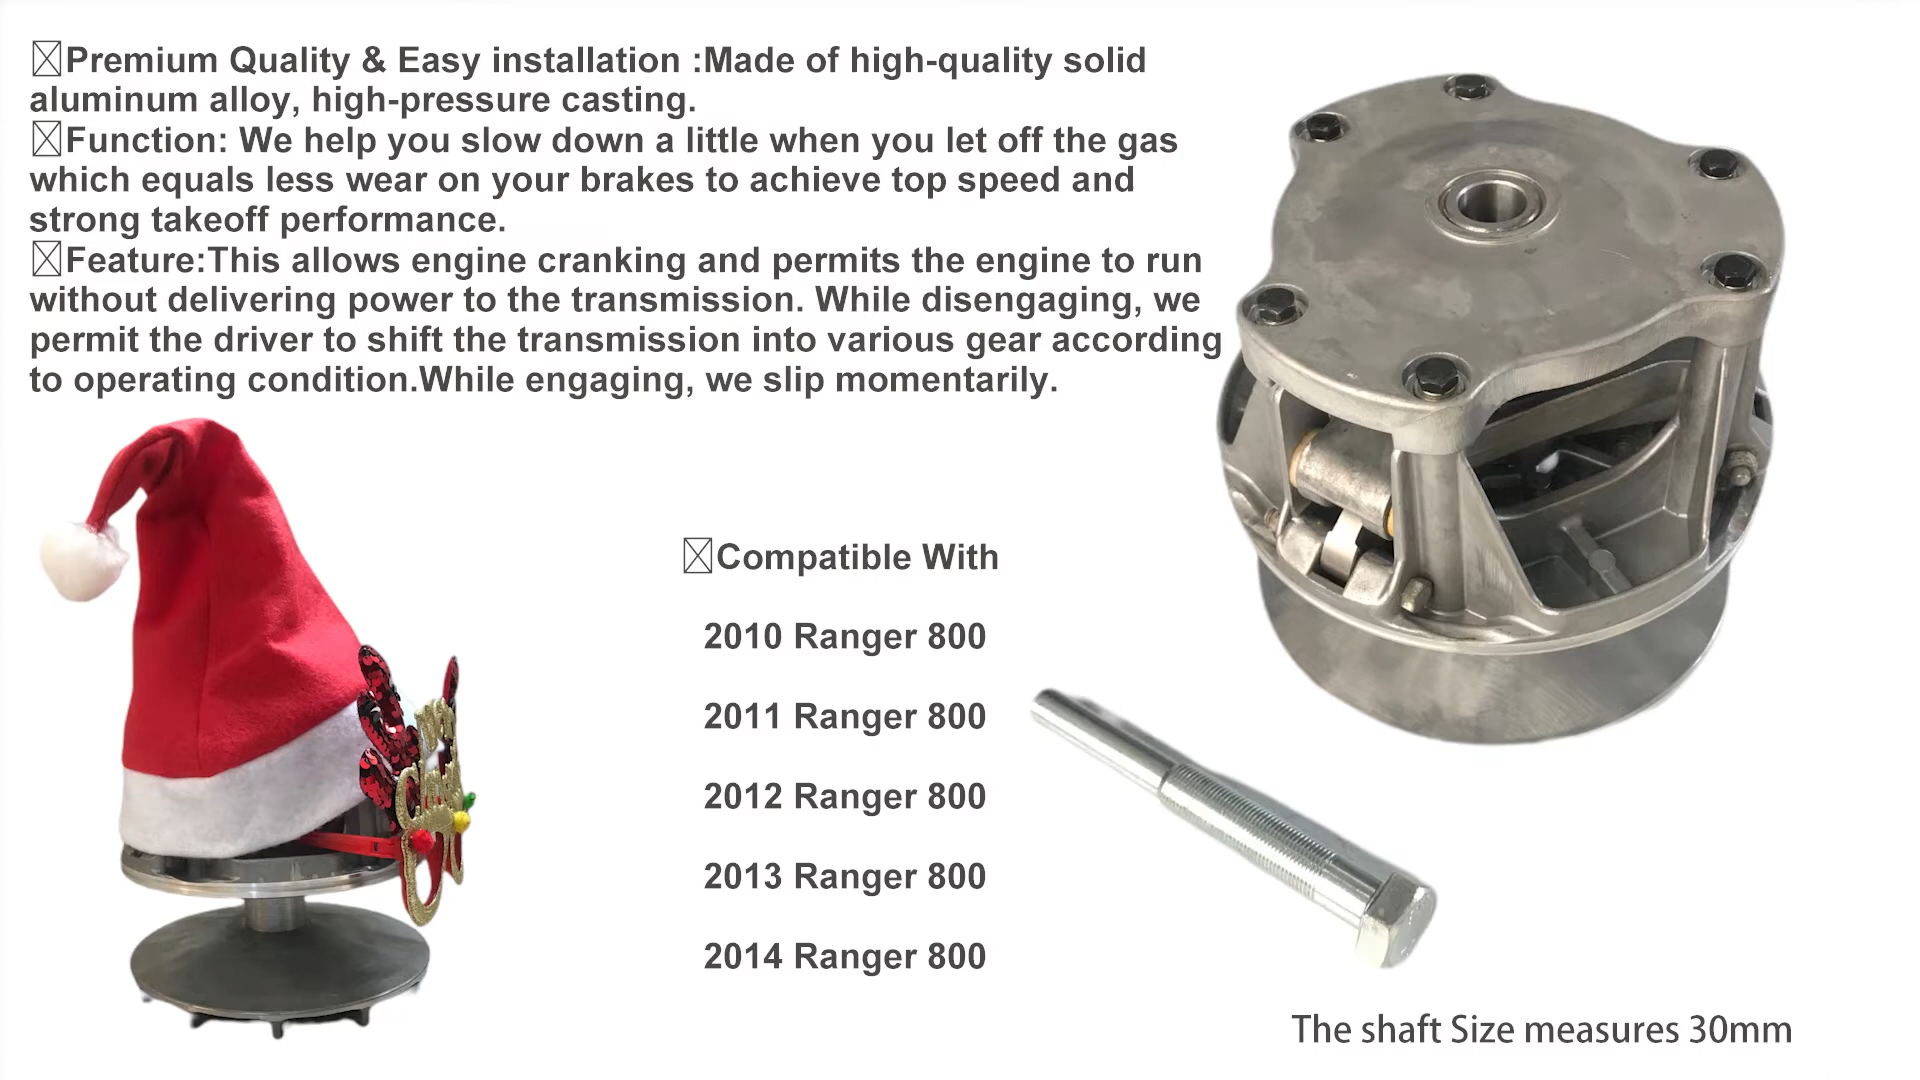 Premium Quality & Easy installation :Made of high-quality solid
aluminum alloy, high-pressure casting.
Function: We help you slow down a little when you let off the gas
which equals less wear on your brakes to achieve top speed and
strong takeoff performance.
Feature:This allows engine cranking and permits the engine to run
without delivering power to the transmission. While disengaging, we
permit the driver to shift the transmission into various gear according
to operating condition.While engaging, we slip momentarily.
Compatible With
2010 Ranger 800
2011 Ranger 800
2012 Ranger 800
2013 Ranger 800
2014 Ranger 800
The shaft Size measures 30mm